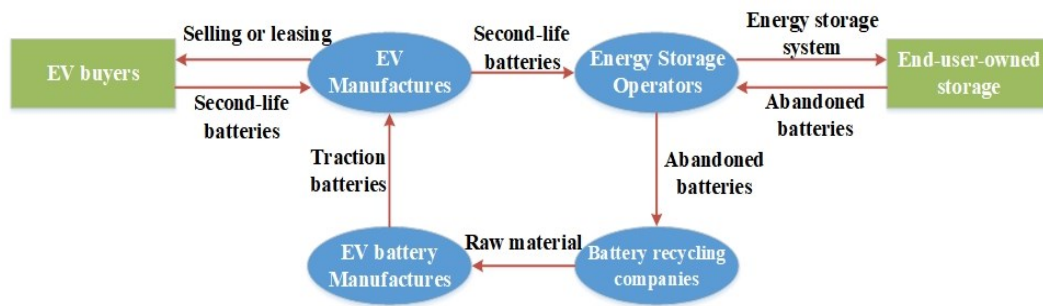 Selling or leasing
EV buyers
Second-life
batteries
EV
Manufactures
Second-life
batteries
Energy Storage
Operators
Energy storage
system
End-user-owned
storage
Abandoned
batteries
Traction
batteries
Abandoned
batteries
EV battery
Manufactures
Raw material
Battery recycling
companies